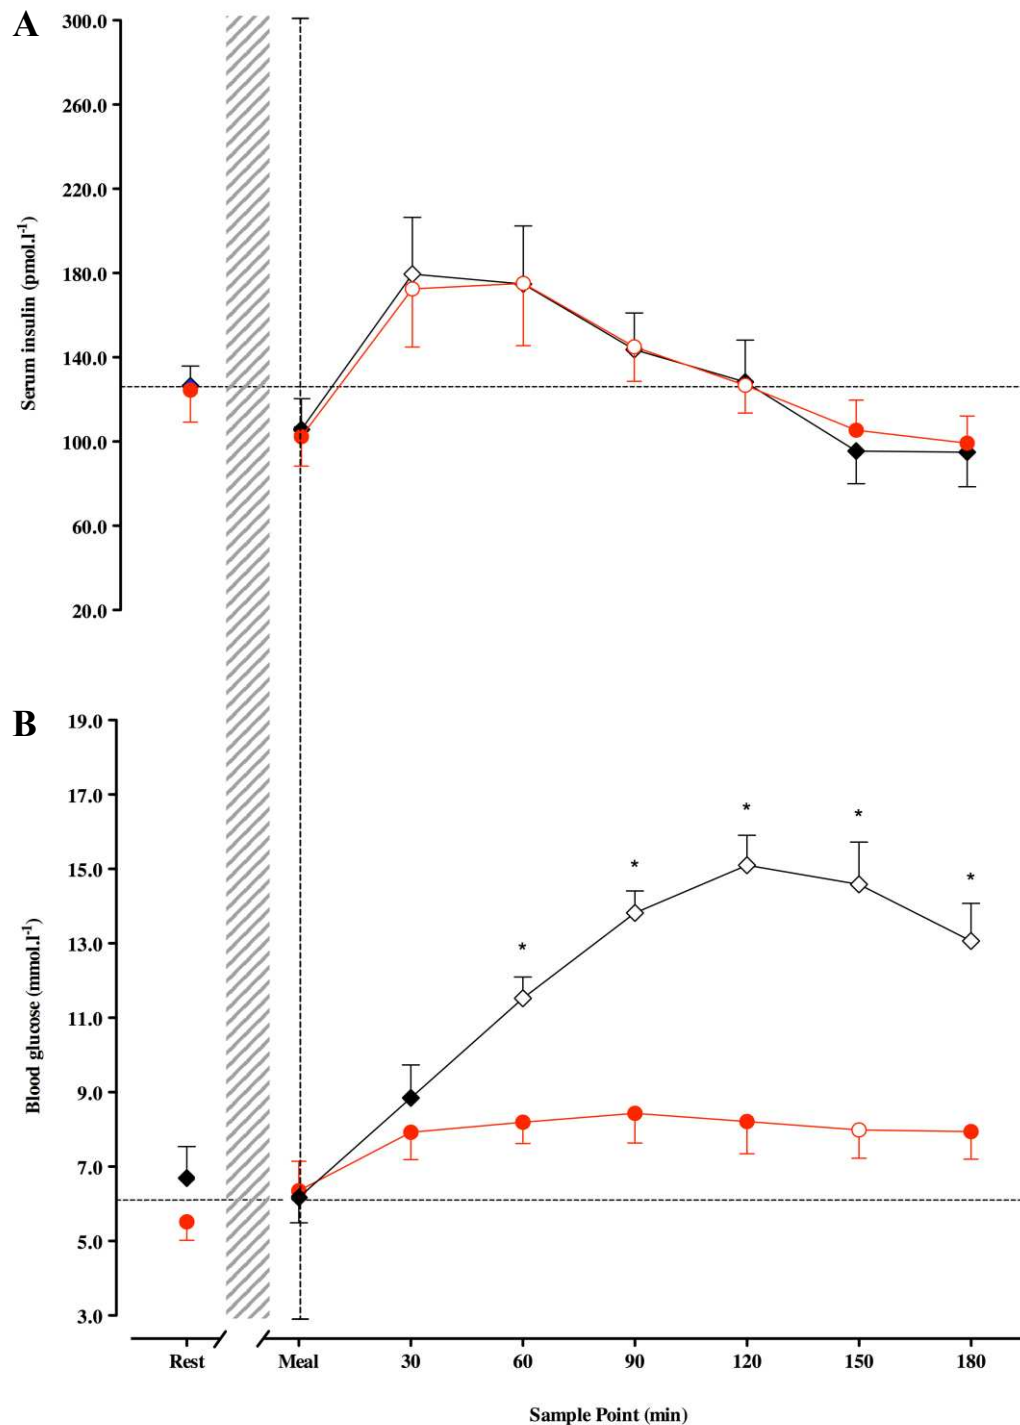 A
300.0
260.0
220.0
180.0
140.0
100.0
60.0
20.0
Serum insulin (pmol.l-1)
B
19.0
17.0
15.0
13.0
11.0
9.0
7.0
5.0
3.0
Blood glucose (mmol.l-1)
* * * * *
Rest Meal 30 60 90 120 150 180
Sample Point (min)